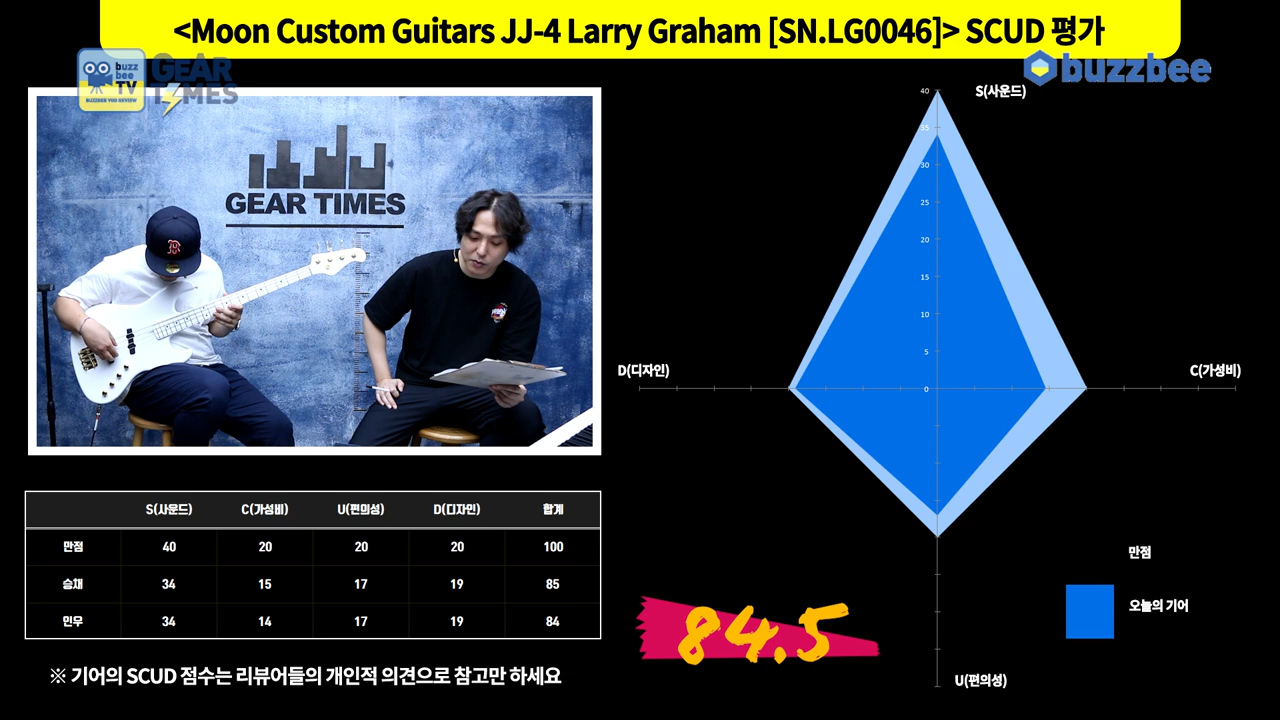 <Moon Custom Guitars JJ-4 Larry Graham [SN.LG0046]> SCUD 평가
buzz
bee
TV
BUZZBEE VOD REVIEW
GEAR
TIMES
buzzbee
GEAR TIMES
S(사운드)
40
35
30
25
20
15
10
5
0
D(디자인)
C(가성비)
U(편의성)
만점
오늘의 기어
S(사운드) C(가성비) U(편의성) D(디자인) 합계
만점 40 20 20 20 100
승채 34 15 17 19 85
민우 34 14 17 19 84
84.5
※ 기어의 SCUD 점수는 리뷰어들의 개인적 의견으로 참고만 하세요